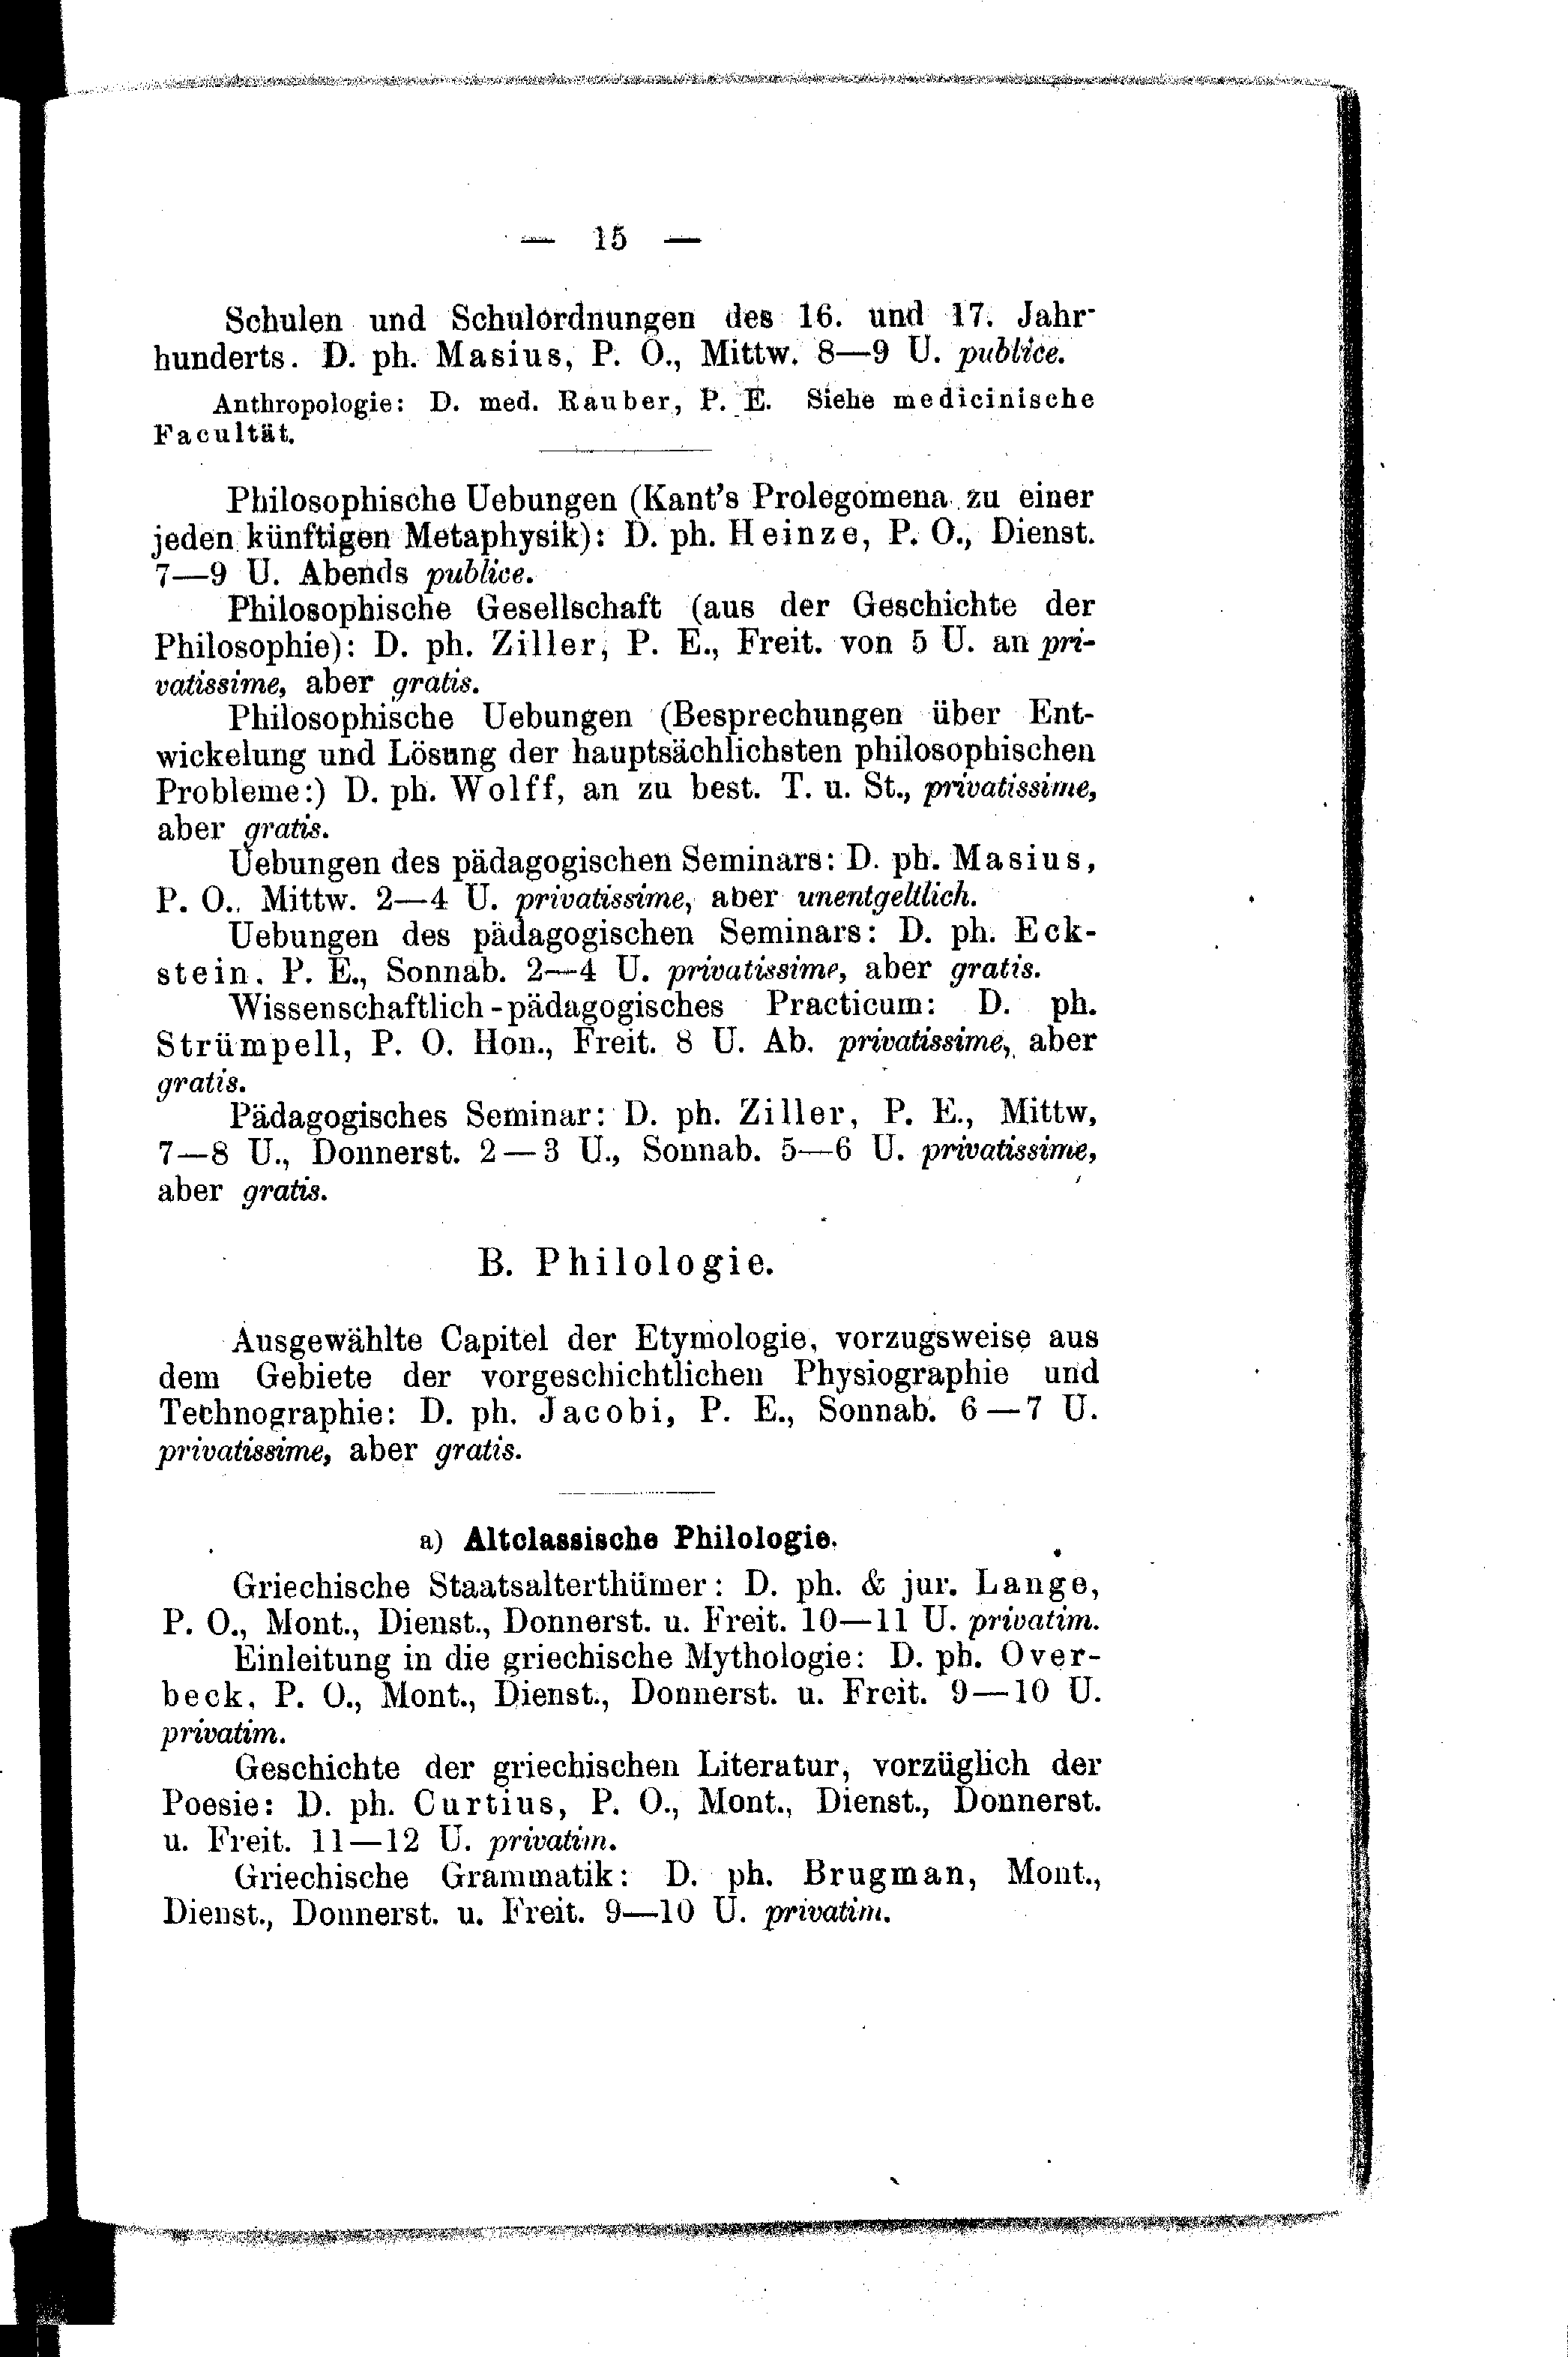 — 15 —
Schulen und Schulordnungen des 16. und 17. Jahr-
hunderts. D. ph. Masius, P. O., Mittw. 8—9 U. publice.
Anthropologie: D. med. Rauber, P. E. Siehe medicinische
Facultät.
Philosophische Uebungen (Kant's Prolegomena zu einer
jeden künftigen Metaphysik): D. ph. Heinze, P. O., Dienst.
7—9 U. Abends publice.
Philosophische Gesellschaft (aus der Geschichte der
Philosophie): D. ph. Ziller, P. E., Freit. von 5 U. an pri-
vatissime, aber gratis.
Philosophische Uebungen (Besprechungen über Ent-
wickelung und Lösung der hauptsächlichsten philosophischen
Probleme:) D. ph. Wolff, an zu best. T. u. St., privatissime,
aber gratis.
Uebungen des pädagogischen Seminars: D. ph. Masius,
P. O., Mittw. 2—4 U. privatissime, aber unentgeltlich.
Uebungen des pädagogischen Seminars: D. ph. Eck-
stein, P. E., Sonnab. 2—4 U. privatissime, aber gratis.
Wissenschaftlich-pädagogisches Practicum: D. ph.
Strümpell, P. O. Hon., Freit. 8 U. Ab. privatissime, aber
gratis.
Pädagogisches Seminar: D. ph. Ziller, P. E., Mittw,
7—8 U., Donnerst. 2—3 U., Sonnab. 5—6 U. privatissime,
aber gratis.
B. Philologie.
Ausgewählte Capitel der Etymologie, vorzugsweise aus
dem Gebiete der vorgeschichtlichen Physiographie und
Technographie: D. ph. Jacobi, P. E., Sonnab. 6—7 U.
privatissime, aber gratis.
a) Altclassische Philologie.
Griechische Staatsalterthümer: D. ph. & jur. Lange,
P. O., Mont., Dienst., Donnerst. u. Freit. 10—11 U. privatim.
Einleitung in die griechische Mythologie: D. ph. Over-
beck, P. O., Mont., Dienst., Donnerst. u. Freit. 9—10 U.
privatim.
Geschichte der griechischen Literatur, vorzüglich der
Poesie: D. ph. Curtius, P. O., Mont., Dienst., Donnerst.
u. Freit. 11—12 U. privatim.
Griechische Grammatik: D. ph. Brugman, Mont.,
Dienst., Donnerst. u. Freit. 9—10 U. privatim.